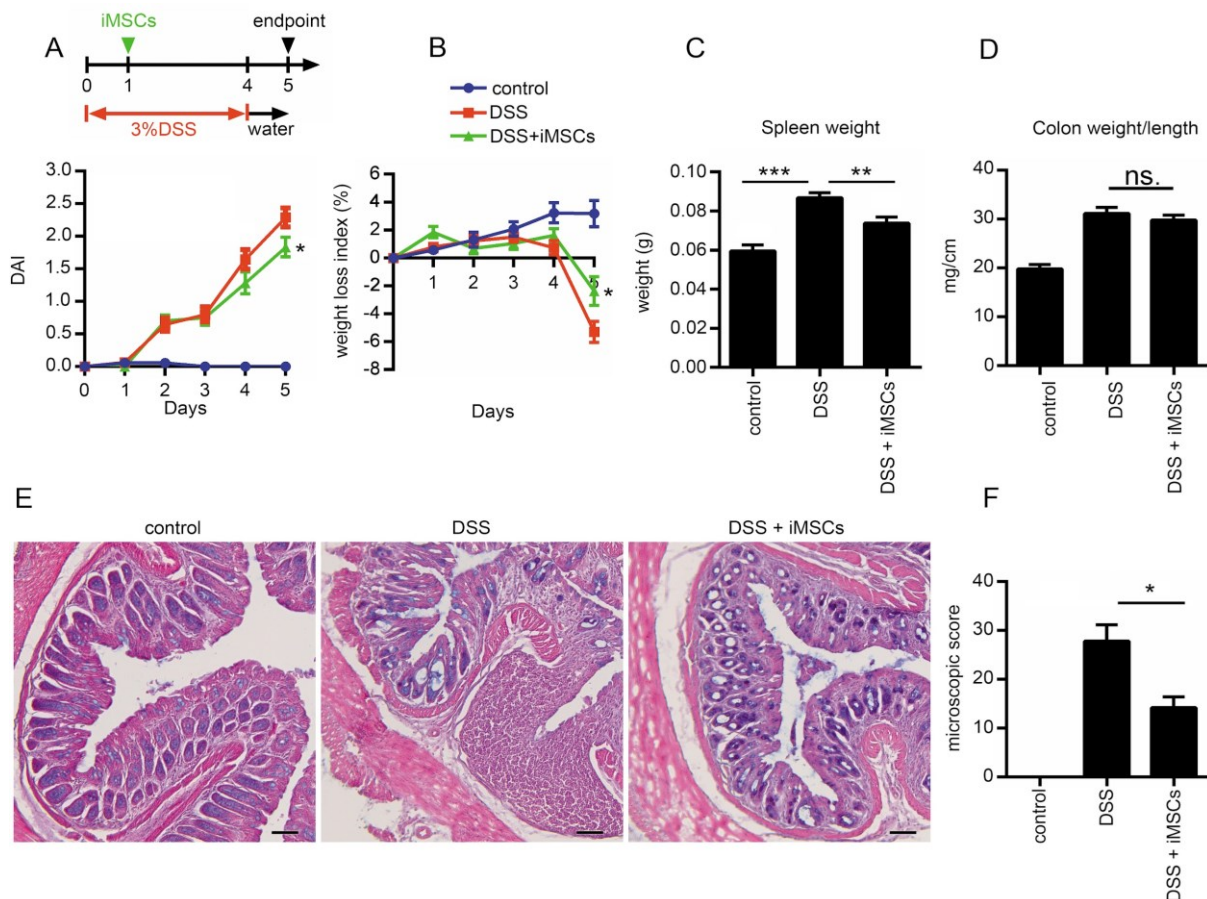 A
iMSCs
endpoint
0 1 4 5
3%DSS
water
DAI
3.0
2.5
2.0
1.5
1.0
0.5
0.0
*
0 1 2 3 4 5
Days
B
control
DSS
DSS+iMSCs
weight loss index (%)
6
4
2
0
-2
-4
-6
-8
1 2 3 4 5
*
Days
C
Spleen weight
weight (g)
0.10
0.08
0.06
0.04
0.02
0.00
*** **
control
DSS
DSS + iMSCs
D
Colon weight/length
mg/cm
40
30
20
10
0
ns.
control
DSS
DSS + iMSCs
E
control
DSS
DSS + iMSCs
F
microscopic score
40
30
20
10
0
*
control
DSS
DSS + iMSCs